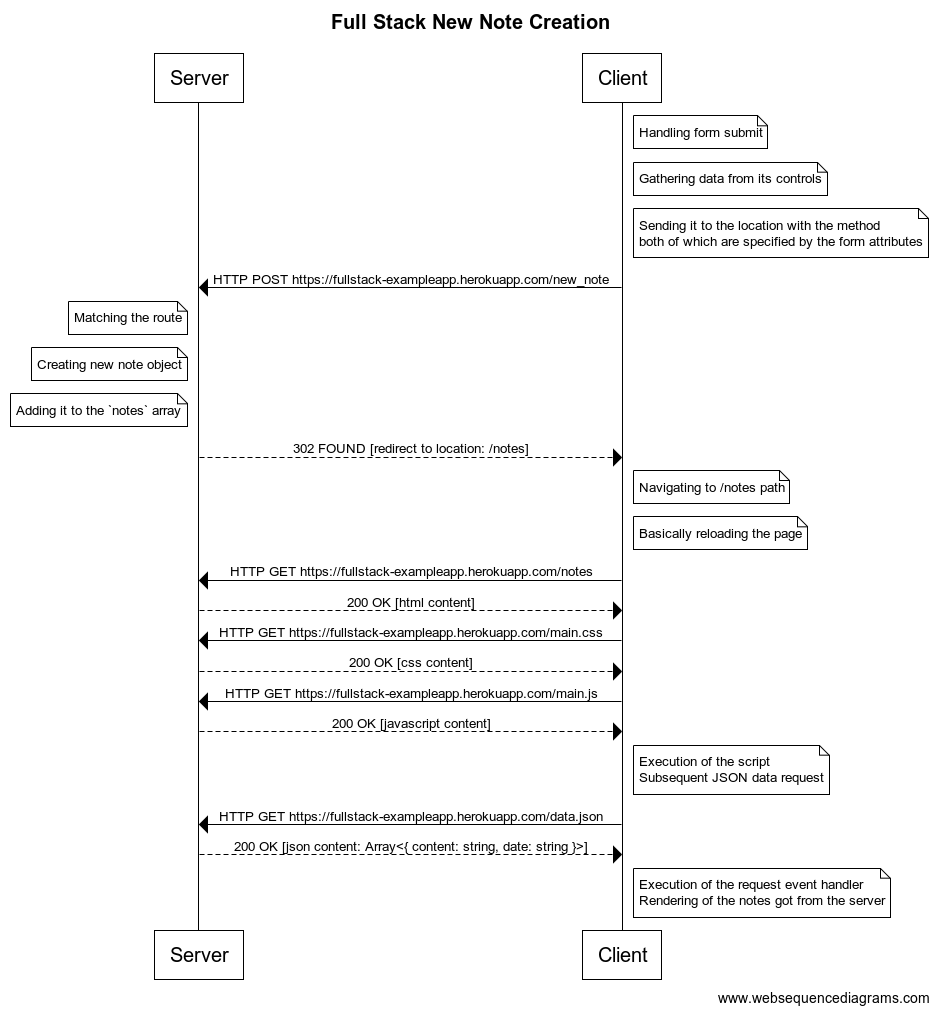 Full Stack New Note Creation
Server
Client
Handling form submit
Gathering data from its controls
Sending it to the location with the method
both of which are specified by the form attributes
HTTP POST https://fullstack-exampleapp.herokuapp.com/new_note
Matching the route
Creating new note object
Adding it to the `notes` array
302 FOUND [redirect to location: /notes]
Navigating to /notes path
Basically reloading the page
HTTP GET https://fullstack-exampleapp.herokuapp.com/notes
200 OK [html content]
HTTP GET https://fullstack-exampleapp.herokuapp.com/main.css
200 OK [css content]
HTTP GET https://fullstack-exampleapp.herokuapp.com/main.js
200 OK [javascript content]
Execution of the script
Subsequent JSON data request
HTTP GET https://fullstack-exampleapp.herokuapp.com/data.json
200 OK [json content: Array<{ content: string, date: string }>]
Execution of the request event handler
Rendering of the notes got from the server
Server
Client
www.websequencediagrams.com